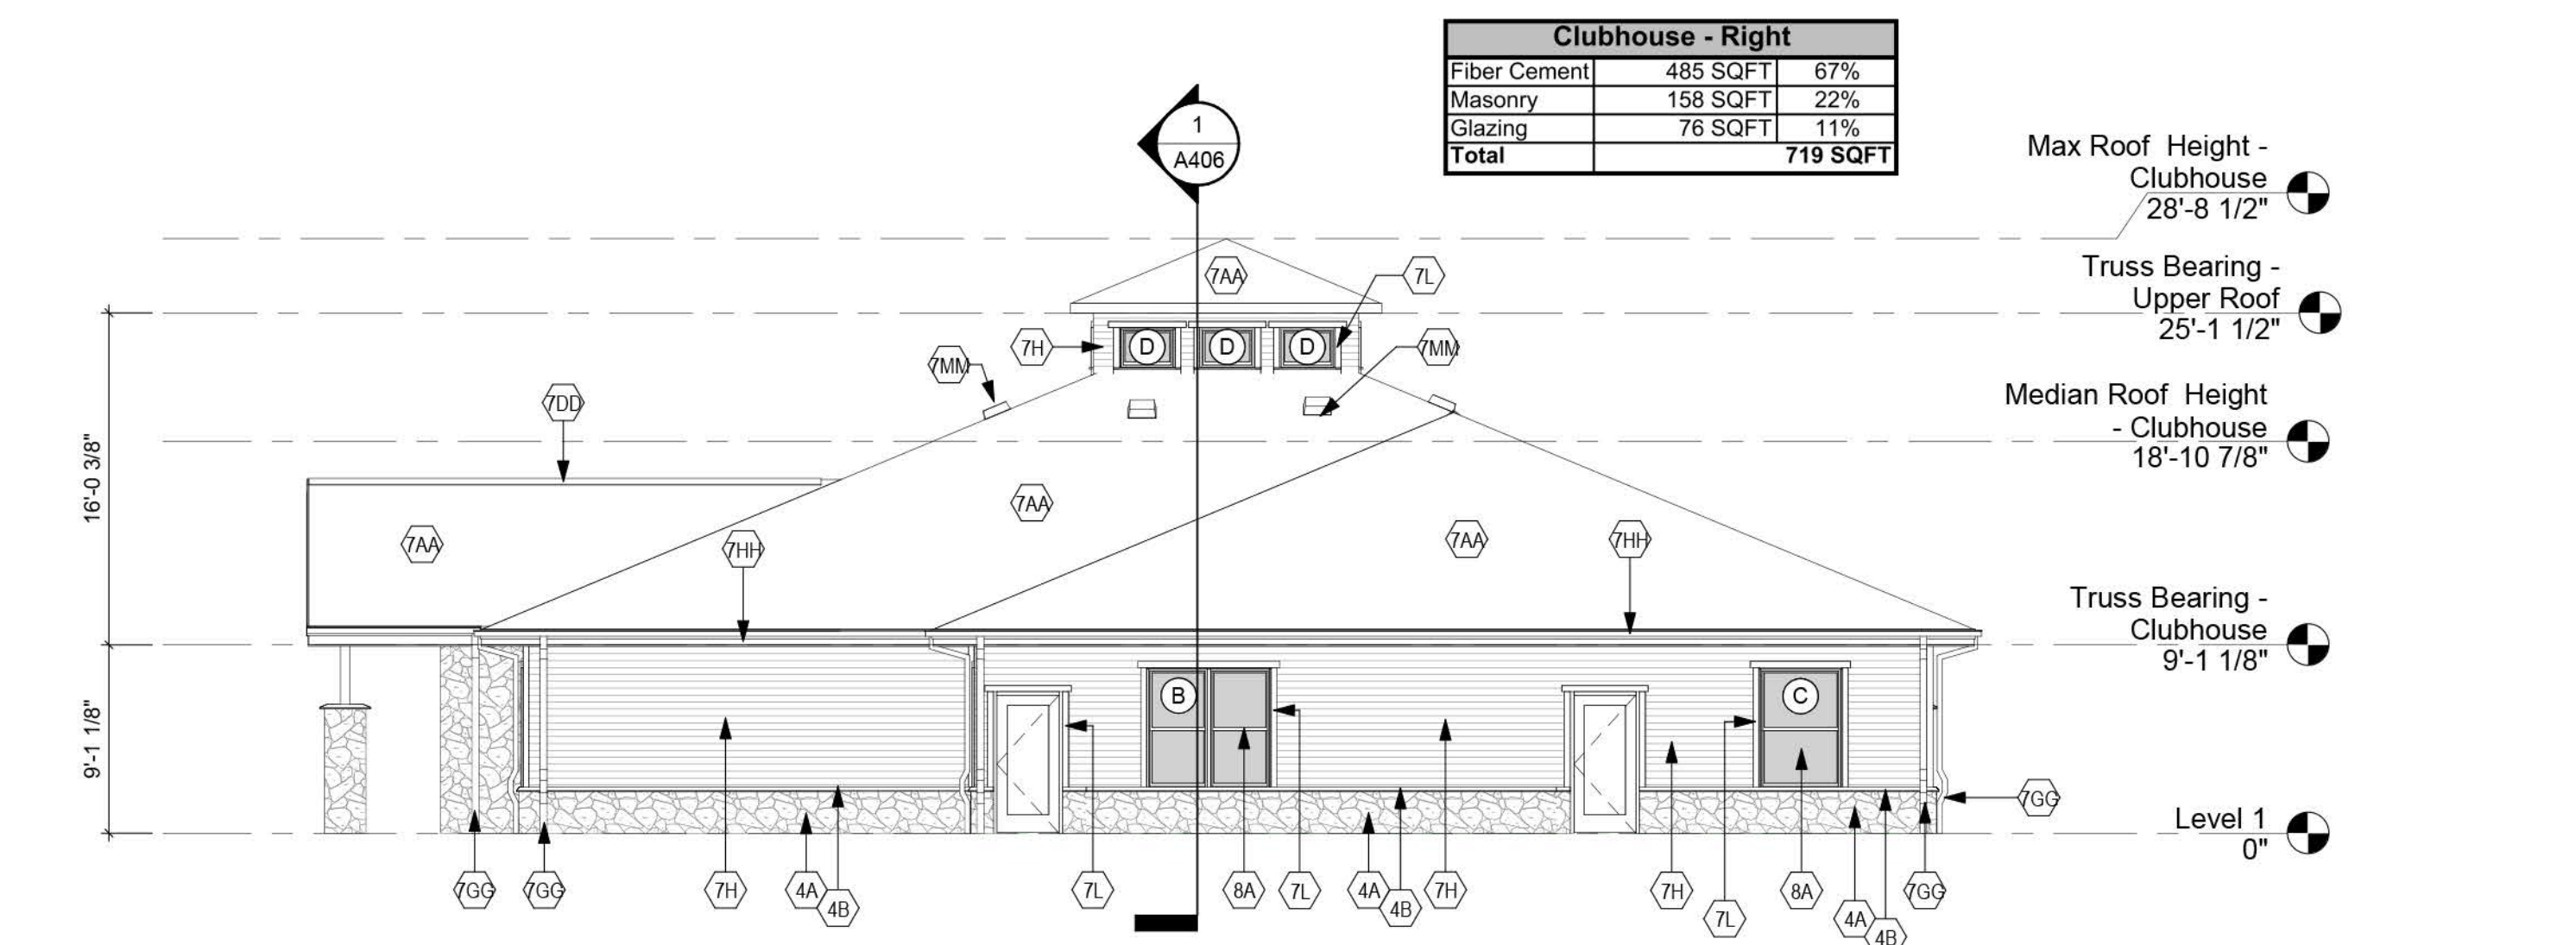 Clubhouse - Right
Fiber Cement 485 SQFT 67%
Masonry 158 SQFT 22%
Glazing 76 SQFT 11%
Total 719 SQFT
1
A406
Max Roof Height -
Clubhouse
28'-8 1/2"
Truss Bearing -
Upper Roof
25'-1 1/2"
Median Roof Height
- Clubhouse
18'-10 7/8"
Truss Bearing -
Clubhouse
9'-1 1/8"
Level 1
0"
16'-0 3/8"
9'-1 1/8"
7AA
7L
7H
D
D
D
7MM
7MM
7DD
7AA
7AA
7AA
7HH
7HH
B
C
7GG
7GG
7GG
7H
4A
4B
7L
8A
7L
4A
4B
7H
7H
7L
8A
4A
4B
7GG